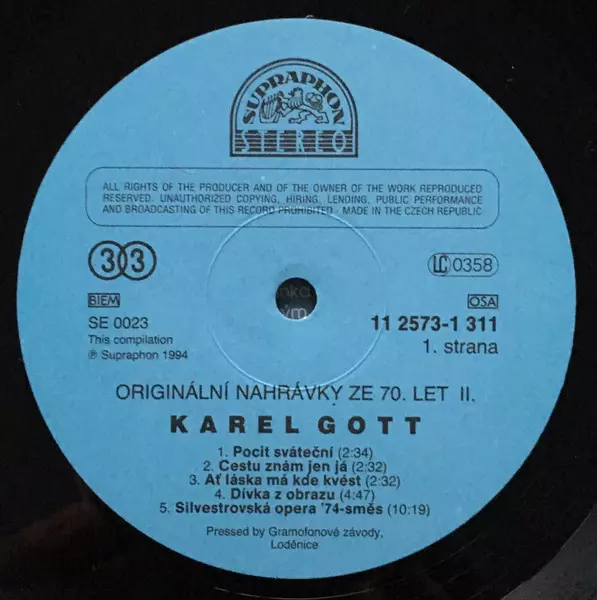 SUPRAPHON
STEREO
ALL RIGHTS OF THE PRODUCER AND OF THE OWNER OF THE WORK REPRODUCED
RESERVED. UNAUTHORIZED COPYING, HIRING, LENDING, PUBLIC PERFORMANCE
AND BROADCASTING OF THIS RECORD PROHIBITED - MADE IN THE CZECH REPUBLIC
33
LC 0358
BIEM
OSA
SE 0023
11 2573-1 311
This compilation
1. strana
℗ Supraphon 1994
ORIGINÁLNÍ NAHRÁVKY ZE 70. LET II.
KAREL GOTT
1. Pocit sváteční (2:34)
2. Cestu znám jen já (2:32)
3. Ať láska má kde kvést (2:32)
4. Dívka z obrazu (4:47)
5. Silvestrovská opera '74-směs (10:19)
Pressed by Gramofonové závody,
Loděnice